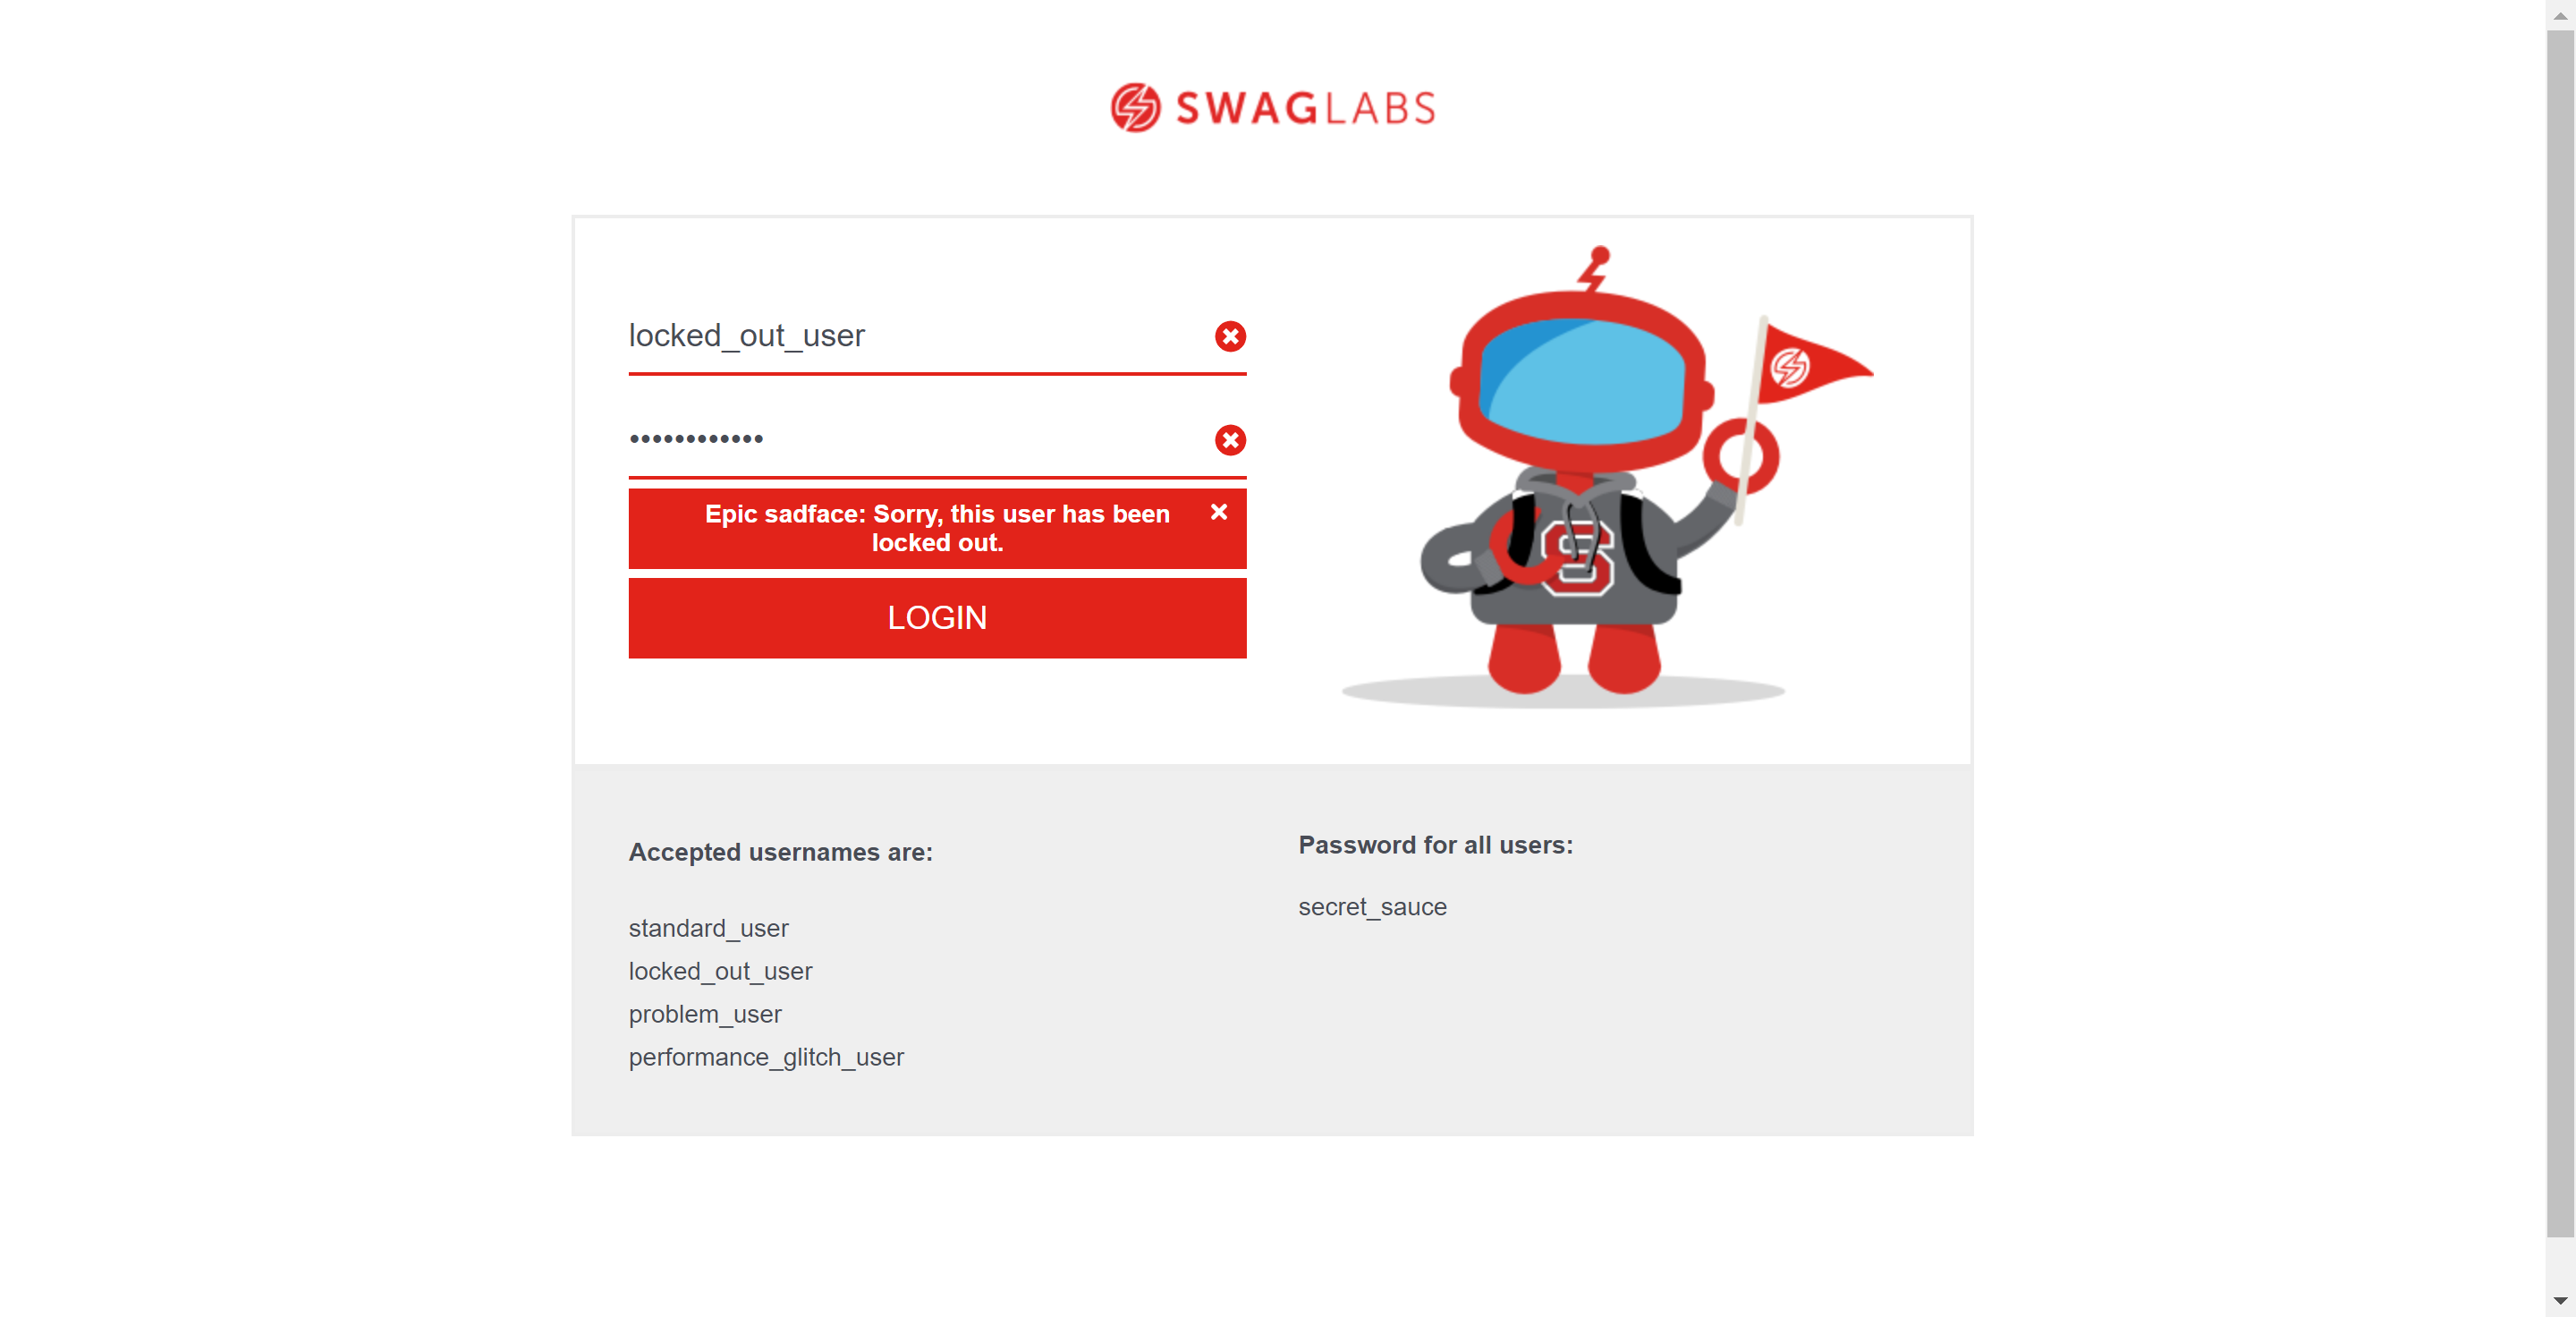 SWAGLABS
locked_out_user
••••••••••••
Epic sadface: Sorry, this user has been
locked out.
LOGIN
S
Accepted usernames are:
standard_user
locked_out_user
problem_user
performance_glitch_user
Password for all users:
secret_sauce